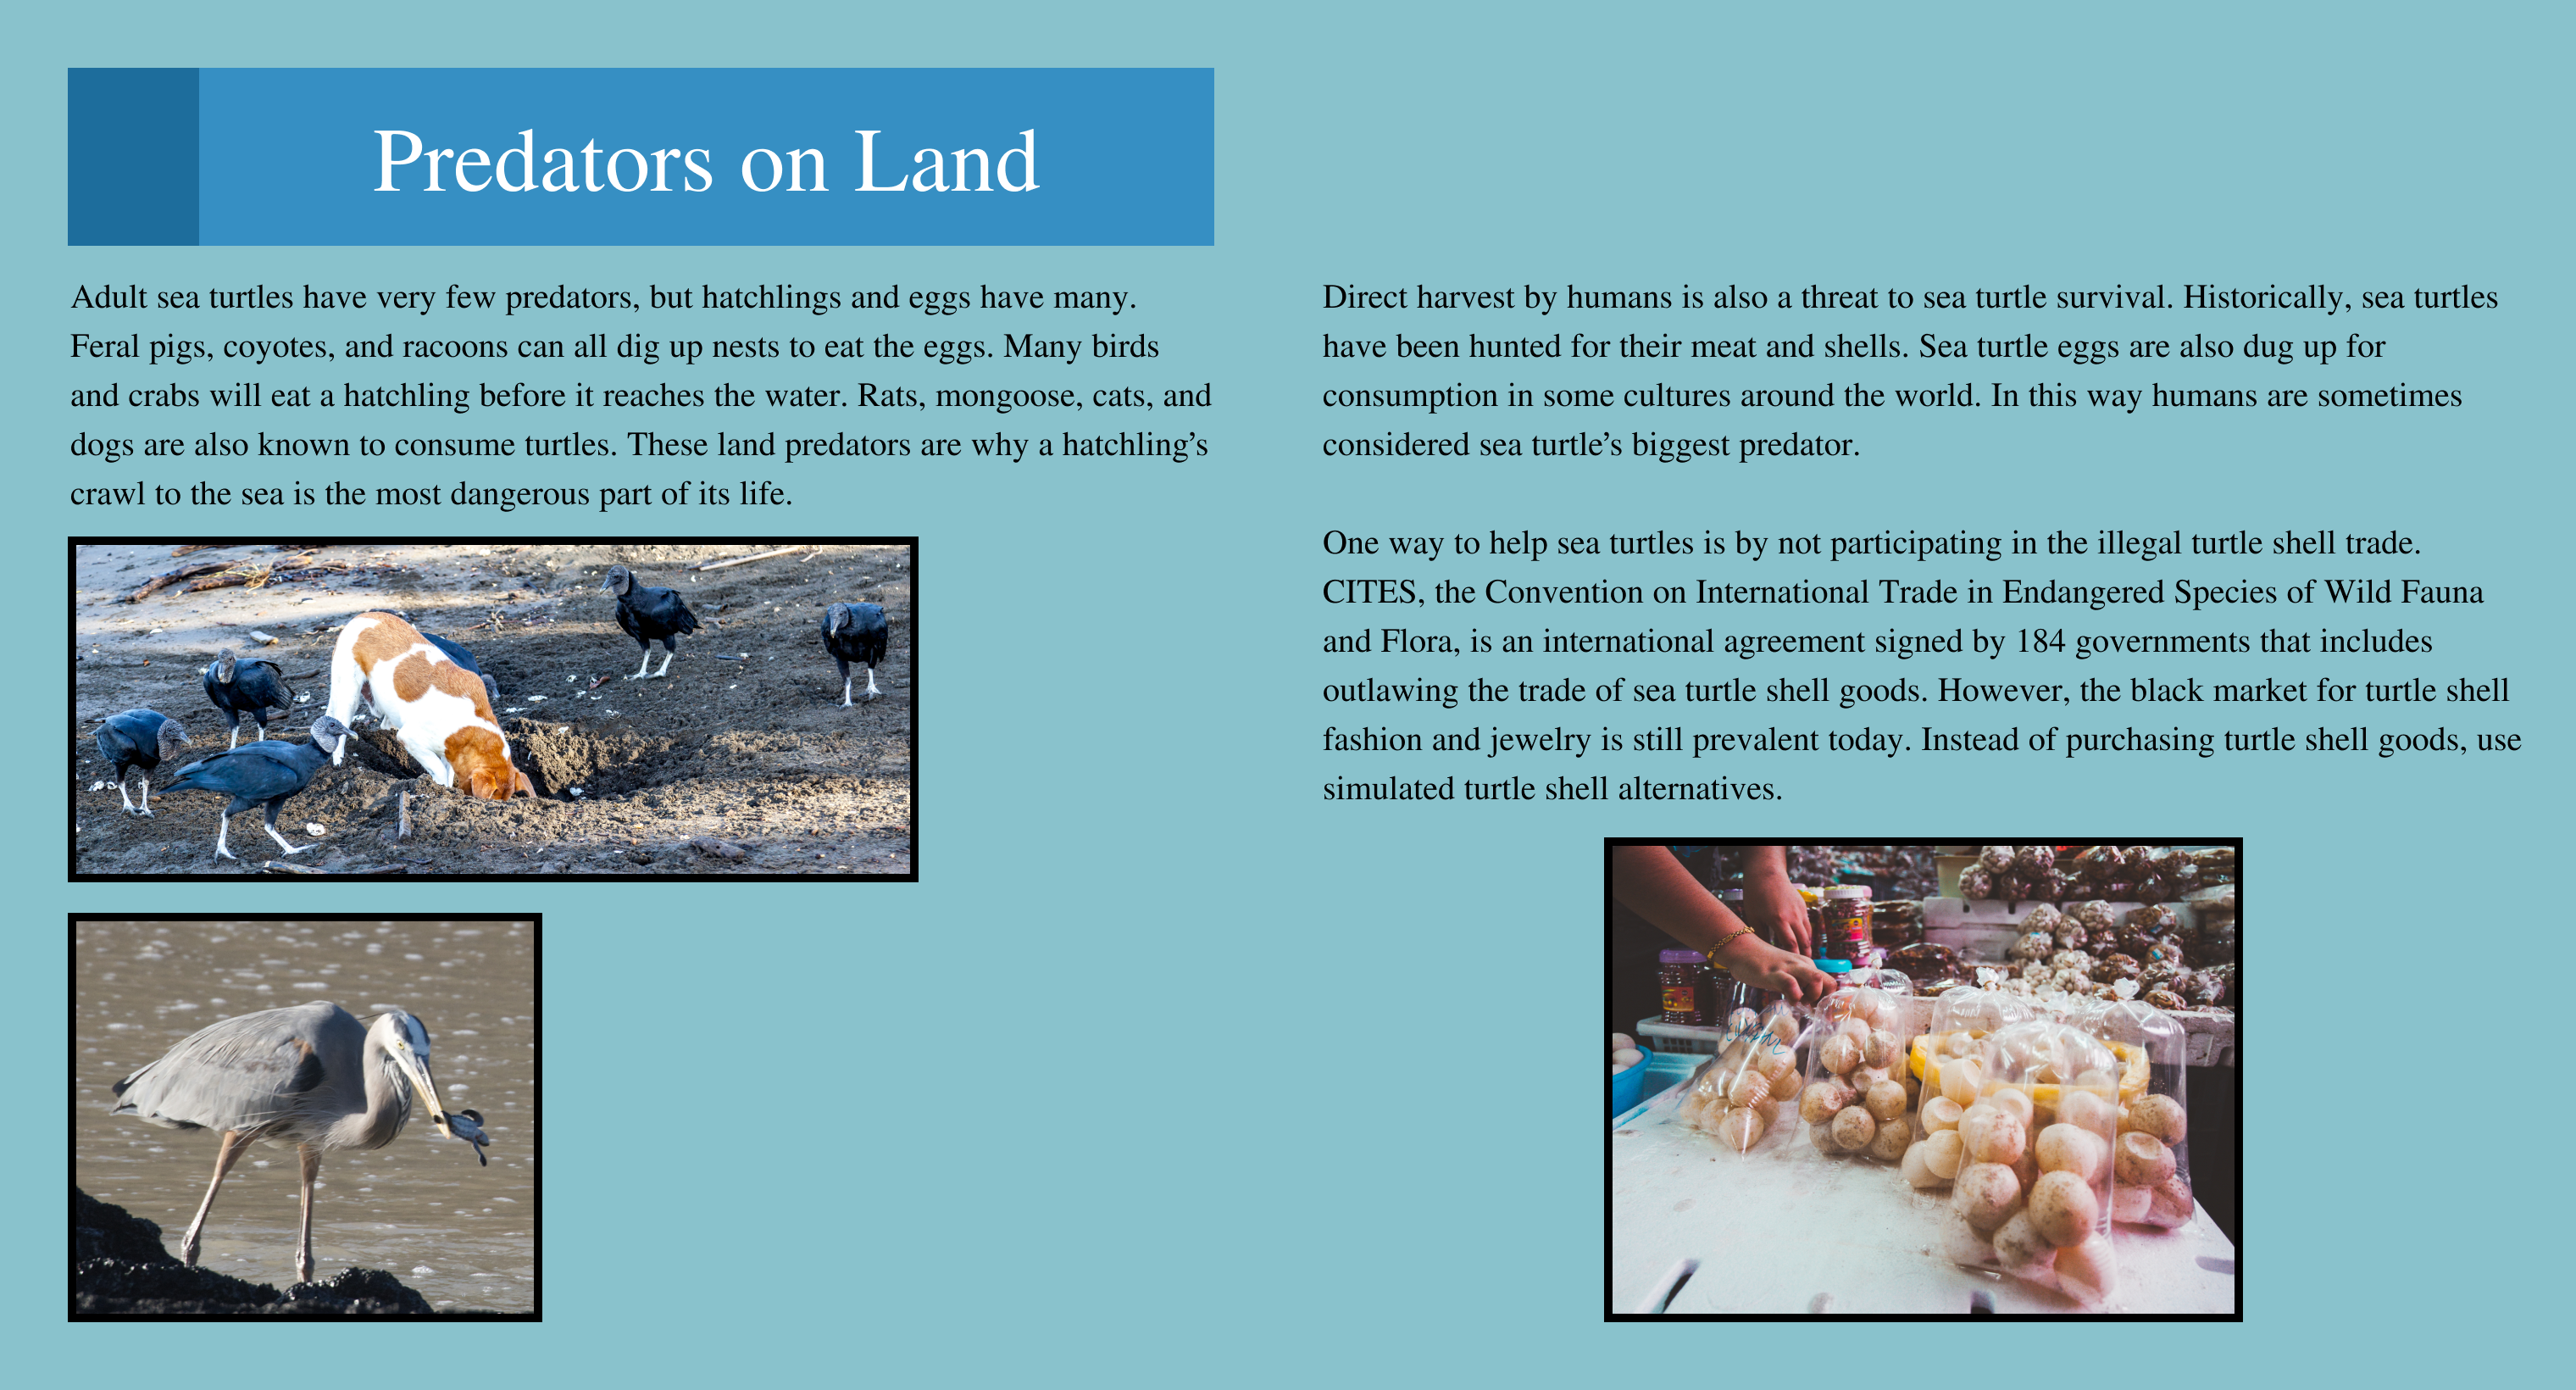 Predators on Land
Adult sea turtles have very few predators, but hatchlings and eggs have many.
Feral pigs, coyotes, and racoons can all dig up nests to eat the eggs. Many birds
and crabs will eat a hatchling before it reaches the water. Rats, mongoose, cats, and
dogs are also known to consume turtles. These land predators are why a hatchling’s
crawl to the sea is the most dangerous part of its life.
Direct harvest by humans is also a threat to sea turtle survival. Historically, sea turtles
have been hunted for their meat and shells. Sea turtle eggs are also dug up for
consumption in some cultures around the world. In this way humans are sometimes
considered sea turtle’s biggest predator.
One way to help sea turtles is by not participating in the illegal turtle shell trade.
CITES, the Convention on International Trade in Endangered Species of Wild Fauna
and Flora, is an international agreement signed by 184 governments that includes
outlawing the trade of sea turtle shell goods. However, the black market for turtle shell
fashion and jewelry is still prevalent today. Instead of purchasing turtle shell goods, use
simulated turtle shell alternatives.